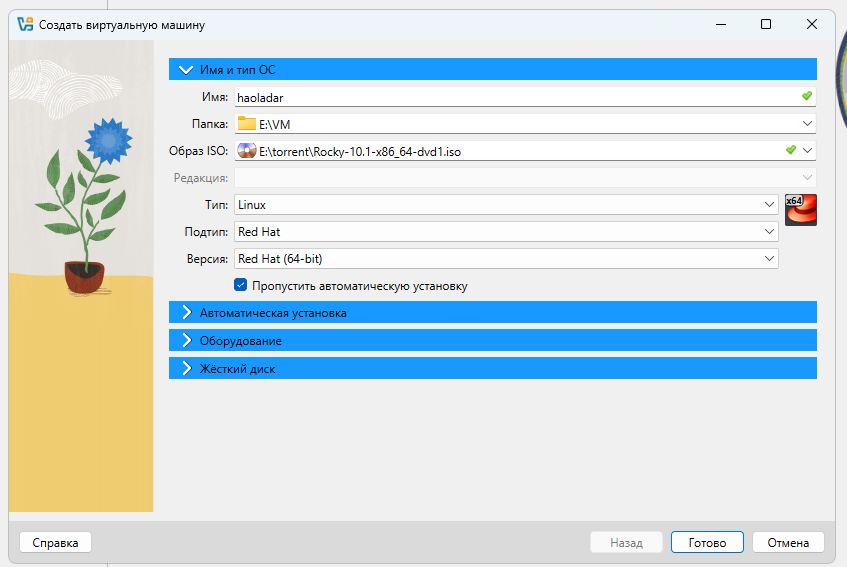 Создать виртуальную машину
Имя и тип ОС
Имя: haoladar
Папка: E:\VM
Образ ISO: E:\torrent\Rocky-10.1-x86_64-dvd1.iso
Редакция:
Тип: Linux
x64
Подтип: Red Hat
Версия: Red Hat (64-bit)
Пропустить автоматическую установку
Автоматическая установка
Оборудование
Жёсткий диск
Справка Назад Готово Отмена